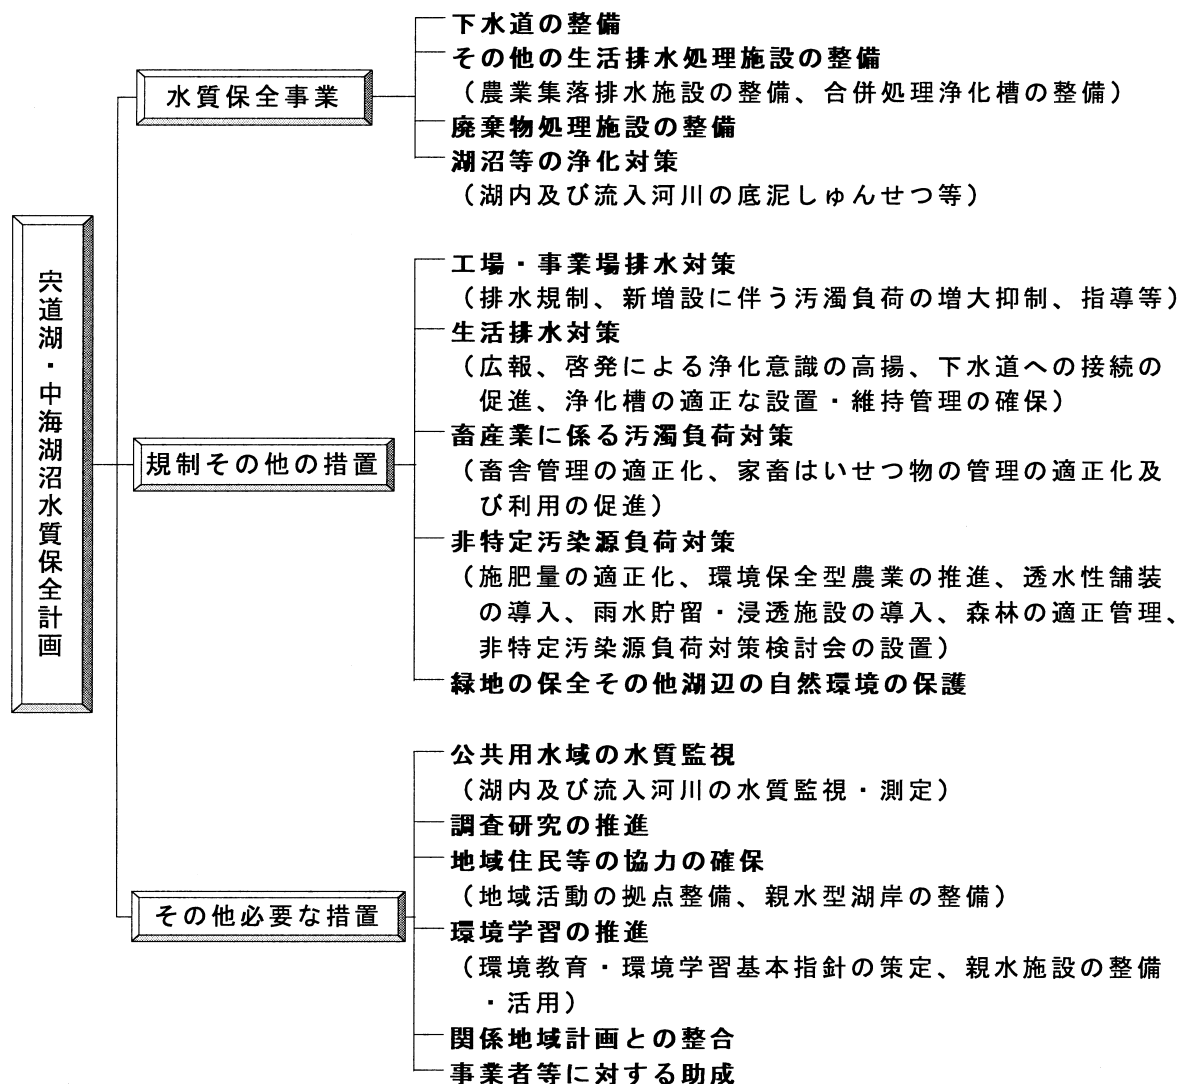 宍道湖・中海湖沼水質保全計画
水質保全事業
下水道の整備
その他の生活排水処理施設の整備
（農業集落排水施設の整備、合併処理浄化槽の整備）
廃棄物処理施設の整備
湖沼等の浄化対策
（湖内及び流入河川の底泥しゅんせつ等）
規制その他の措置
工場・事業場排水対策
（排水規制、新増設に伴う汚濁負荷の増大抑制、指導等）
生活排水対策
（広報、啓発による浄化意識の高揚、下水道への接続の
促進、浄化槽の適正な設置・維持管理の確保）
畜産業に係る汚濁負荷対策
（畜舎管理の適正化、家畜はいせつ物の管理の適正化及
び利用の促進）
非特定汚染源負荷対策
（施肥量の適正化、環境保全型農業の推進、透水性舗装
の導入、雨水貯留・浸透施設の導入、森林の適正管理、
非特定汚染源負荷対策検討会の設置）
緑地の保全その他湖辺の自然環境の保護
その他必要な措置
公共用水域の水質監視
（湖内及び流入河川の水質監視・測定）
調査研究の推進
地域住民等の協力の確保
（地域活動の拠点整備、親水型湖岸の整備）
環境学習の推進
（環境教育・環境学習基本指針の策定、親水施設の整備
・活用）
関係地域計画との整合
事業者等に対する助成